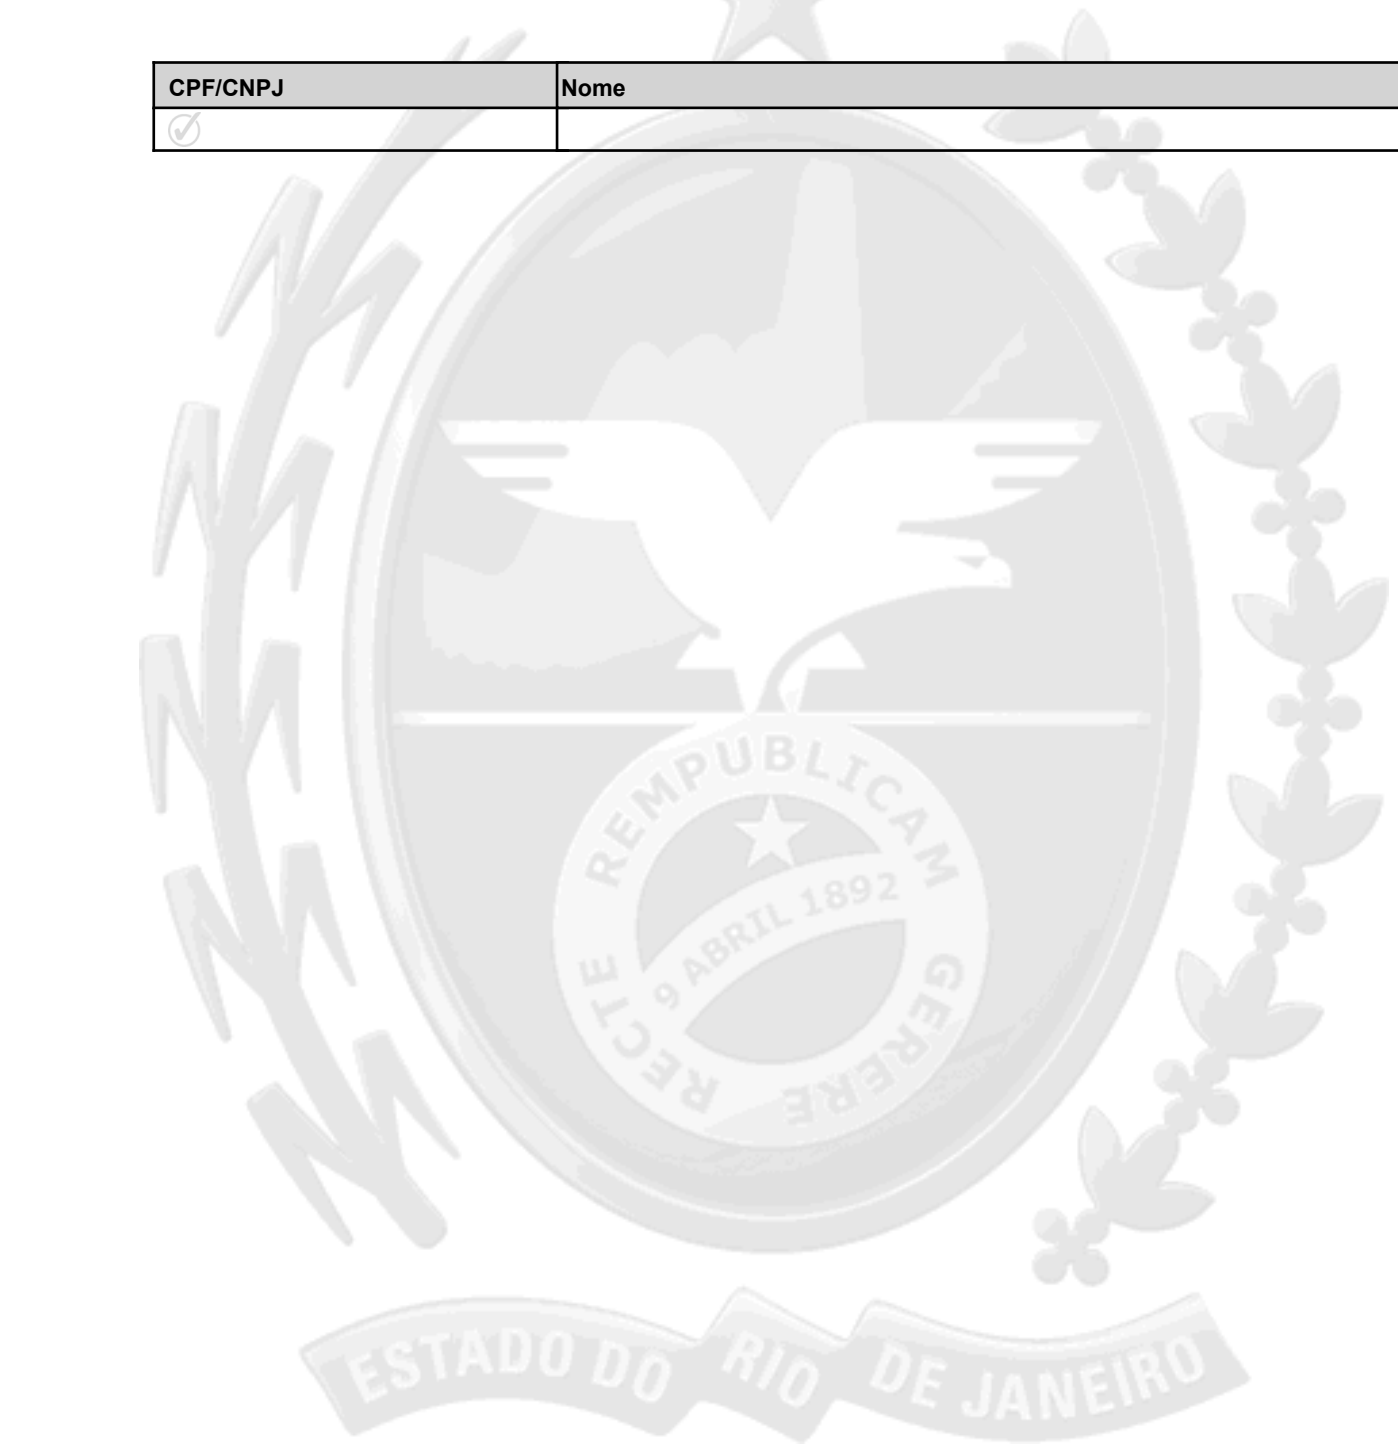 CPF/CNPJ Nome
REMPUBLICAM
9 ABRIL 1892
RECTE GERERE
ESTADO DO RIO DE JANEIRO